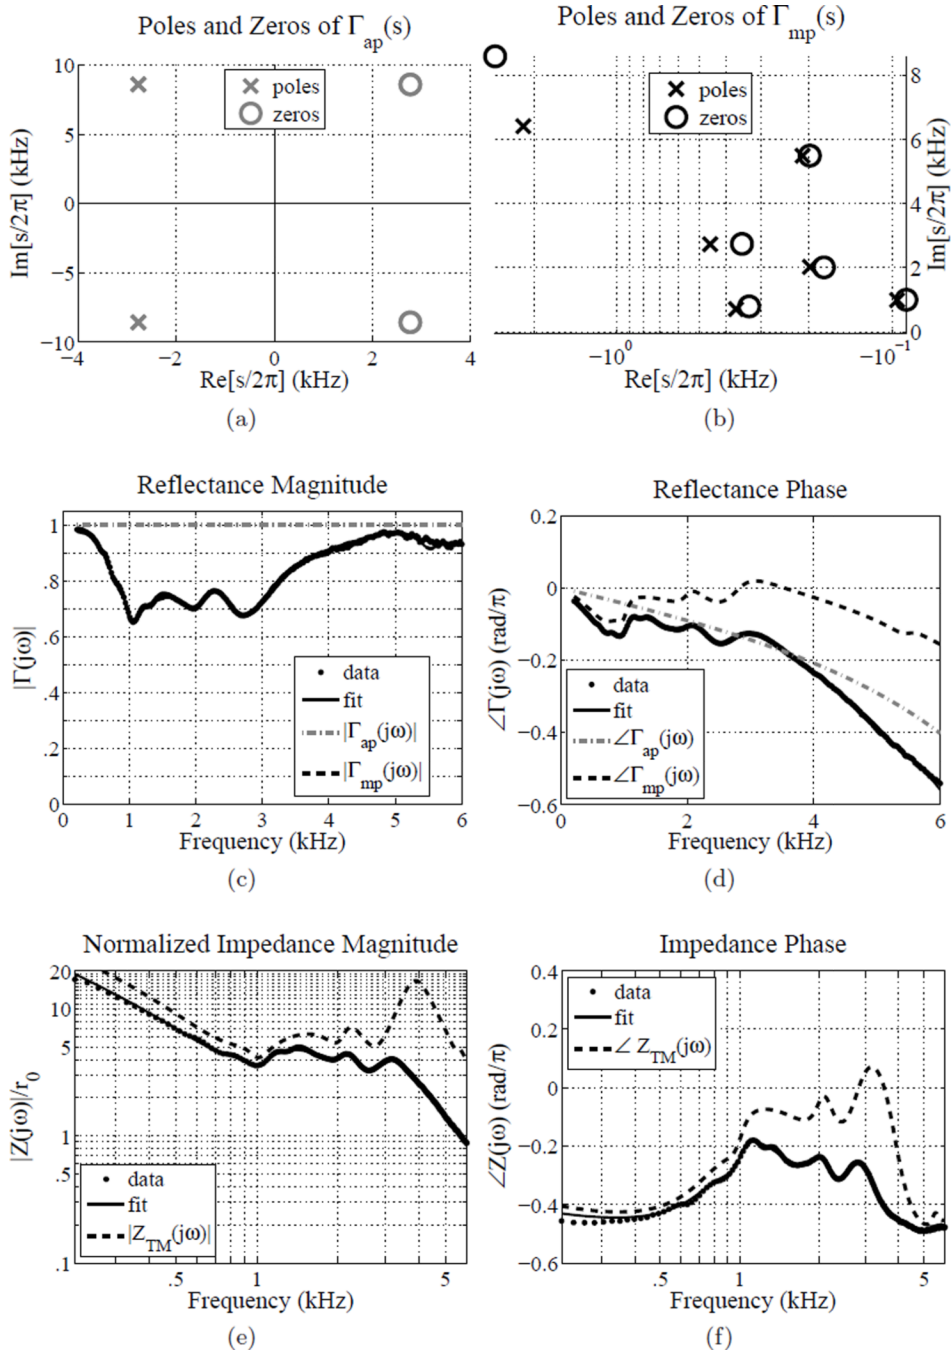 Poles and Zeros of Γap(s)
Im[s/2π] (kHz)
10
5
0
−5
−10
poles
zeros
−4
−2
0
2
4
Re[s/2π] (kHz)
(a)
Poles and Zeros of Γmp(s)
poles
zeros
8
6
4
2
0
Im[s/2π] (kHz)
−10^0
−10^−1
Re[s/2π] (kHz)
(b)
Reflectance Magnitude
|Γ(jω)|
1
.8
.6
.4
.2
0
data
fit
|Γap(jω)|
|Γmp(jω)|
0
1
2
3
4
5
6
Frequency (kHz)
(c)
Reflectance Phase
∠Γ(jω) (rad/π)
0.2
0
−0.2
−0.4
−0.6
data
fit
∠Γap(jω)
∠Γmp(jω)
0
2
4
6
Frequency (kHz)
(d)
Normalized Impedance Magnitude
|Z(jω)|/r0
20
10
5
1
.5
.1
data
fit
|ZTM(jω)|
.5
1
5
Frequency (kHz)
(e)
Impedance Phase
∠Z(jω) (rad/π)
0.4
0.2
0
−0.2
−0.4
−0.6
data
fit
∠ ZTM(jω)
.5
1
5
Frequency (kHz)
(f)